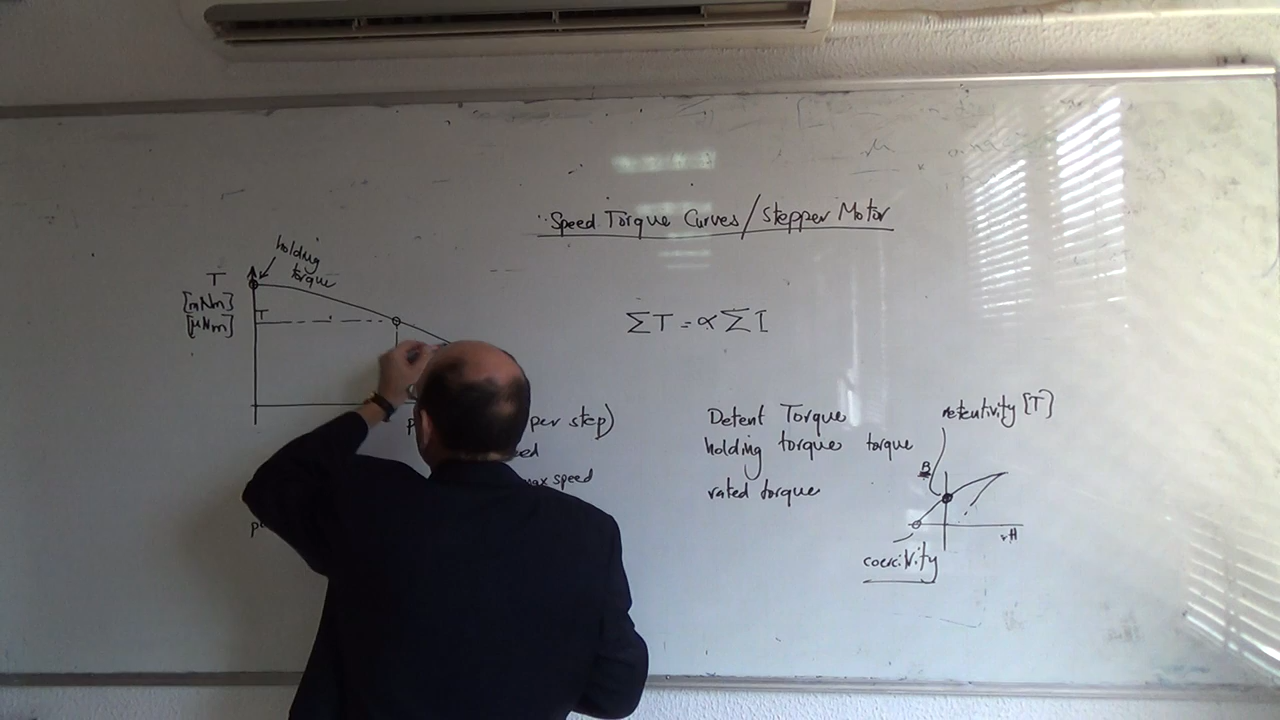 Speed Torque Curves/Stepper Motor
holding
torque
T
[mNm]
[μNm]
T
ΣT = α Σ I
per step)
max speed
Detent Torque
holding torque torque
rated torque
retentivity [T]
B
H
coercivity